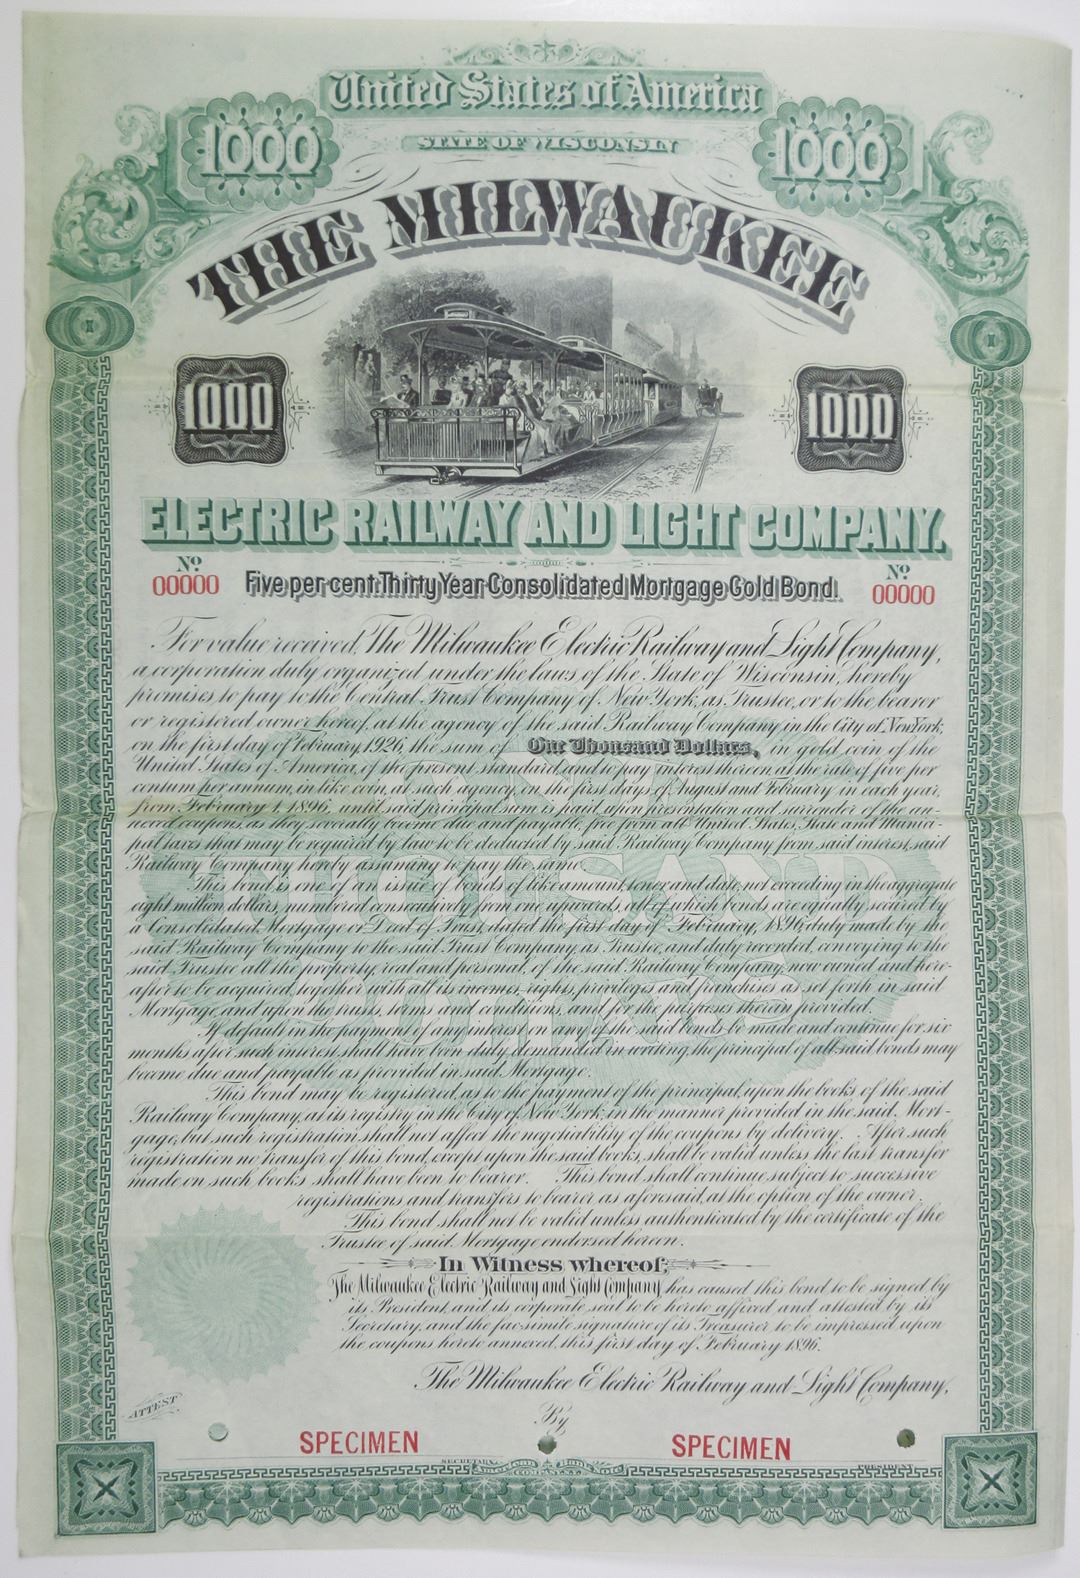 United States of America
1000 1000
STATE OF WISCONSIN
THE MILWAUKEE
1000 1000
ELECTRIC RAILWAY AND LIGHT COMPANY.
No. 00000 Five per cent. Thirty Year Consolidated Mortgage Gold Bond. No. 00000
For value received, The Milwaukee Electric Railway and Light Company,
a corporation duly organized under the laws of the State of Wisconsin, hereby
promises to pay to the Central Trust Company of New York, as Trustee, or to the bearer
or registered owner hereof, at the agency of the said Railway Company in the City of New York,
on the first day of February, 1926, the sum of One Thousand Dollars, in gold coin of the
United States of America, of the present standard, and to pay interest thereon, at the rate of five per
centum per annum, in like coin, at such agency, on the first days of August and February in each year,
from February 1, 1896, until said principal sum is paid, upon presentation and surrender of the an-
nexed coupons, as they severally become due and payable, free from all United States, State and Munici-
pal taxes that may be required by law to be deducted by said Railway Company from said interest, said
Railway Company hereby assuming to pay the same.
This bond is one of an issue of bonds of like amount, tenor and date, not exceeding in the aggregate
eight million dollars, numbered consecutively from one upwards, all of which bonds are equally secured by
a Consolidated Mortgage or Deed of Trust, dated the first day of February, 1896, duly made by the
said Railway Company to the said Trust Company, as Trustee, and duly recorded, conveying to the
said Trustee all the property, real and personal, of the said Railway Company, now owned and here-
after to be acquired, together with all its incomes, rights, privileges and franchises as set forth in said
Mortgage, and upon the trusts, terms and conditions, and for the purposes therein provided.
If default in the payment of any interest on any of the said bonds be made and continue for six
months after such interest shall have been duly demanded in writing, the principal of all said bonds may
become due and payable as provided in said Mortgage.
This bond may be registered, as to the payment of the principal, upon the books of the said
Railway Company, at its registry in the City of New York, in the manner provided in the said Mort-
gage, but such registration shall not affect the negotiability of the coupons by delivery. After such
registration no transfer of this bond, except upon the said books, shall be valid unless the last transfer
made on such books shall have been to bearer. This bond shall continue subject to successive
registrations and transfers to bearer as aforesaid, at the option of the owner.
This bond shall not be valid unless authenticated by the certificate of the
Trustee of said Mortgage endorsed hereon.
In Witness whereof,
The Milwaukee Electric Railway and Light Company has caused this bond to be signed by
its President, and its corporate seal to be hereto affixed and attested by its
Secretary, and the fac-simile signature of its Treasurer to be impressed upon
the coupons hereto annexed, this first day of February 1896.
The Milwaukee Electric Railway and Light Company,
ATTEST
By
SPECIMEN SPECIMEN
SECRETARY. AMERICAN BANK NOTE COMPANY, N.Y. PRESIDENT.